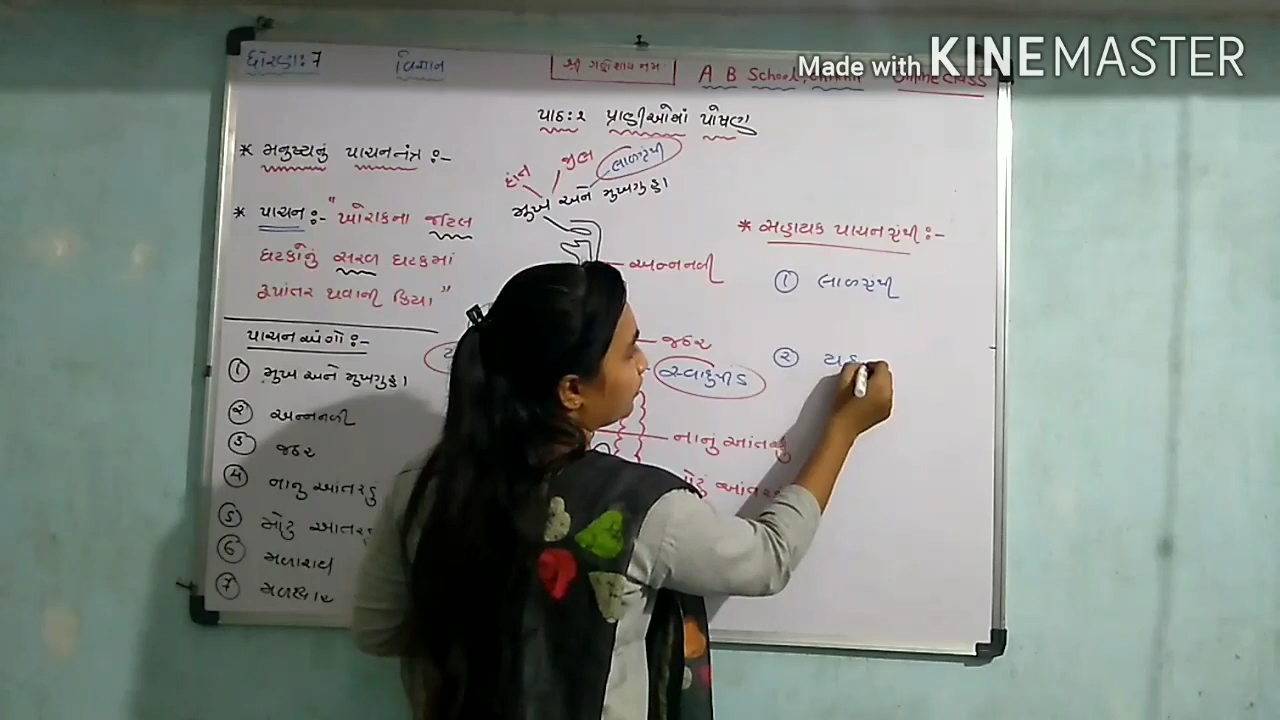 Made with KINEMASTER
ધોરણ: 7
વિજ્ઞાન
શ્રી ગણેશાય નમઃ
A B School,
પાઠ: ૨ પ્રાણીઓમાં પોષણ
* મનુષ્યનું પાચનતંત્ર :-
* પાચન :- "ખોરાકના જટિલ
ઘટકોનું સરળ ઘટકમાં
રૂપાંતર થવાની ક્રિયા"
પાચન અંગો :-
① મુખ અને મુખગુહા
② અન્નનળી
③ જઠર
④ નાનુ આંતરડુ
⑤ મોટુ આતર
⑥ મળાશય
⑦ મળદ્વાર
દાંત
જીભ
લાળગ્રંથી
મુખ અને મુખગુહા
અન્નનળી
જઠર
સ્વાદુપીંડ
નાનું આંતરડું
મોટું આંતરડું
* સહાયક પાચનગ્રંથી :-
① લાળગ્રંથી
② યકૃ